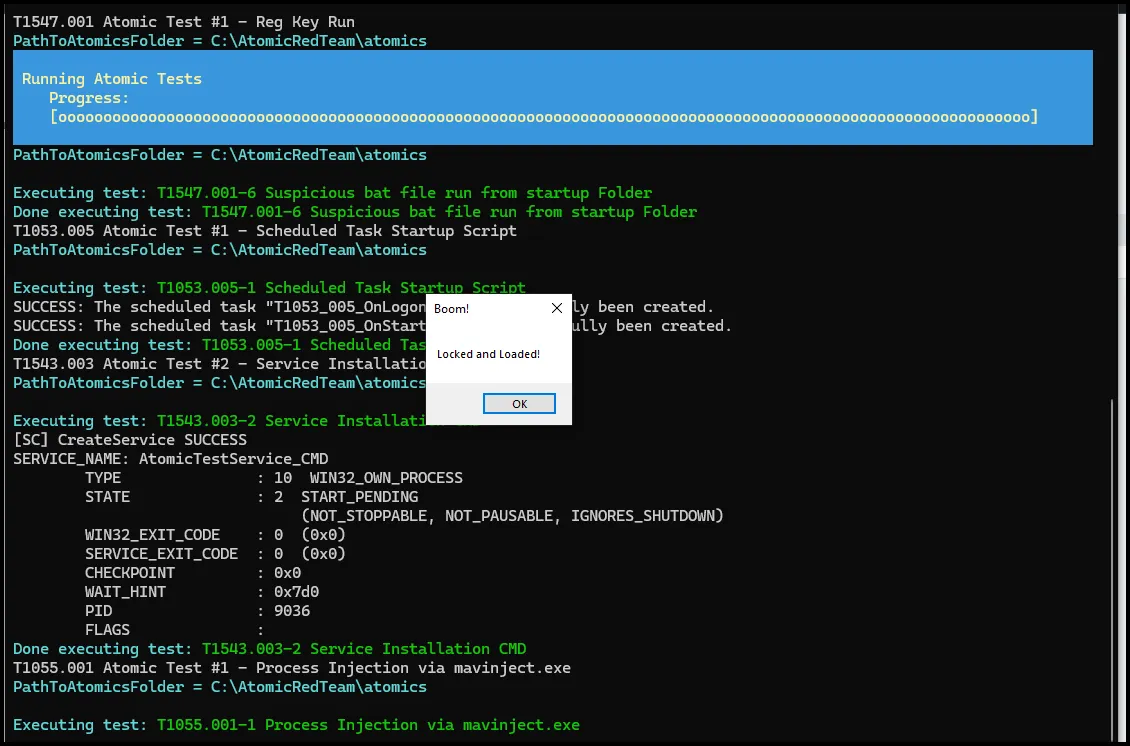 T1547.001 Atomic Test #1 - Reg Key Run
PathToAtomicsFolder = C:\AtomicRedTeam\atomics
Running Atomic Tests
Progress:
[oooooooooooooooooooooooooooooooooooooooooooooooooooooooooooooooooooooooooooooooooooooooooooooooooooooooooooo]
PathToAtomicsFolder = C:\AtomicRedTeam\atomics
Executing test: T1547.001-6 Suspicious bat file run from startup Folder
Done executing test: T1547.001-6 Suspicious bat file run from startup Folder
T1053.005 Atomic Test #1 - Scheduled Task Startup Script
PathToAtomicsFolder = C:\AtomicRedTeam\atomics
Executing test: T1053.005-1 Scheduled Task Startup Script
SUCCESS: The scheduled task "T1053_005_OnLogon ly been created.
SUCCESS: The scheduled task "T1053_005_OnStart ully been created.
Done executing test: T1053.005-1 Scheduled Tas
T1543.003 Atomic Test #2 - Service Installatio
PathToAtomicsFolder = C:\AtomicRedTeam\atomics
Boom!
Locked and Loaded!
OK
Executing test: T1543.003-2 Service Installati
[SC] CreateService SUCCESS
SERVICE_NAME: AtomicTestService_CMD
TYPE : 10 WIN32_OWN_PROCESS
STATE : 2 START_PENDING
(NOT_STOPPABLE, NOT_PAUSABLE, IGNORES_SHUTDOWN)
WIN32_EXIT_CODE : 0 (0x0)
SERVICE_EXIT_CODE : 0 (0x0)
CHECKPOINT : 0x0
WAIT_HINT : 0x7d0
PID : 9036
FLAGS :
Done executing test: T1543.003-2 Service Installation CMD
T1055.001 Atomic Test #1 - Process Injection via mavinject.exe
PathToAtomicsFolder = C:\AtomicRedTeam\atomics
Executing test: T1055.001-1 Process Injection via mavinject.exe